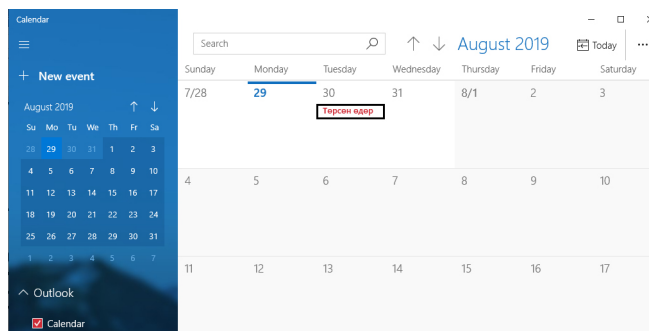 Calendar
Search
August 2019
Today
New event
Sunday Monday Tuesday Wednesday Thursday Friday Saturday
7/28 29 30 31 8/1 2 3
Төрсөн өдөр
August 2019
Su Mo Tu We Th Fr Sa
28 29 30 31 1 2 3
4 5 6 7 8 9 10
11 12 13 14 15 16 17
18 19 20 21 22 23 24
25 26 27 28 29 30 31
1 2 3 4 5 6 7
4 5 6 7 8 9 10
11 12 13 14 15 16 17
Outlook
Calendar